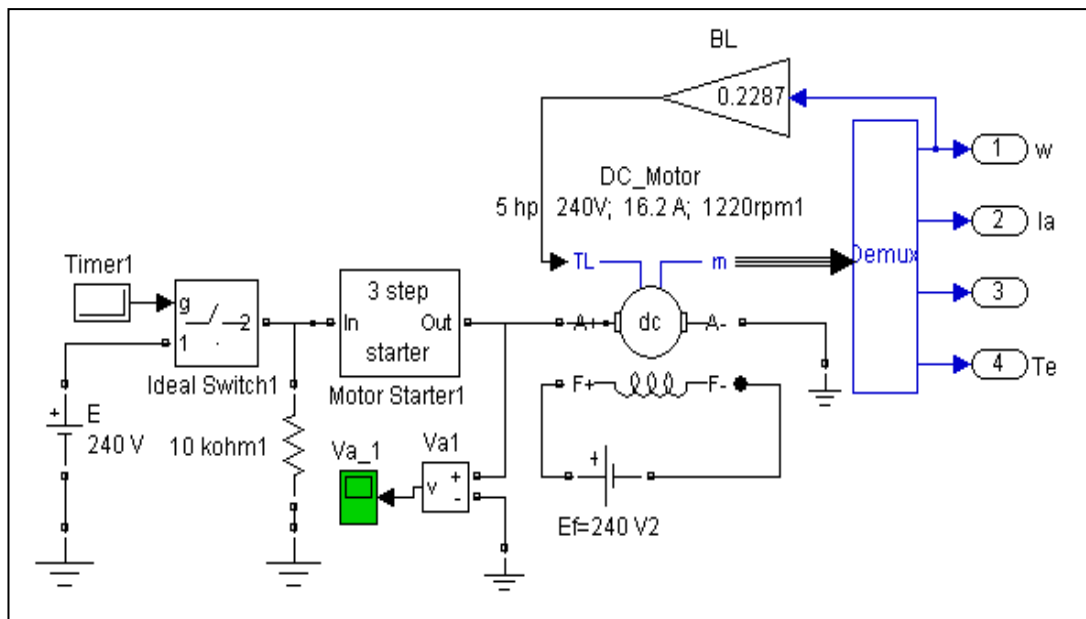 BL
0.2287
1 w
DC_Motor
5 hp 240V; 16.2 A; 1220rpm1
2 Ia
Demux
Timer1
TL m
g
3 step
3
1 2
In Out
A+ dc A-
starter
4 Te
Ideal Switch1
Motor Starter1
F+ F-
+ E
240 V
10 kohm1
Va_1
Va1
v + -
+
Ef=240 V2